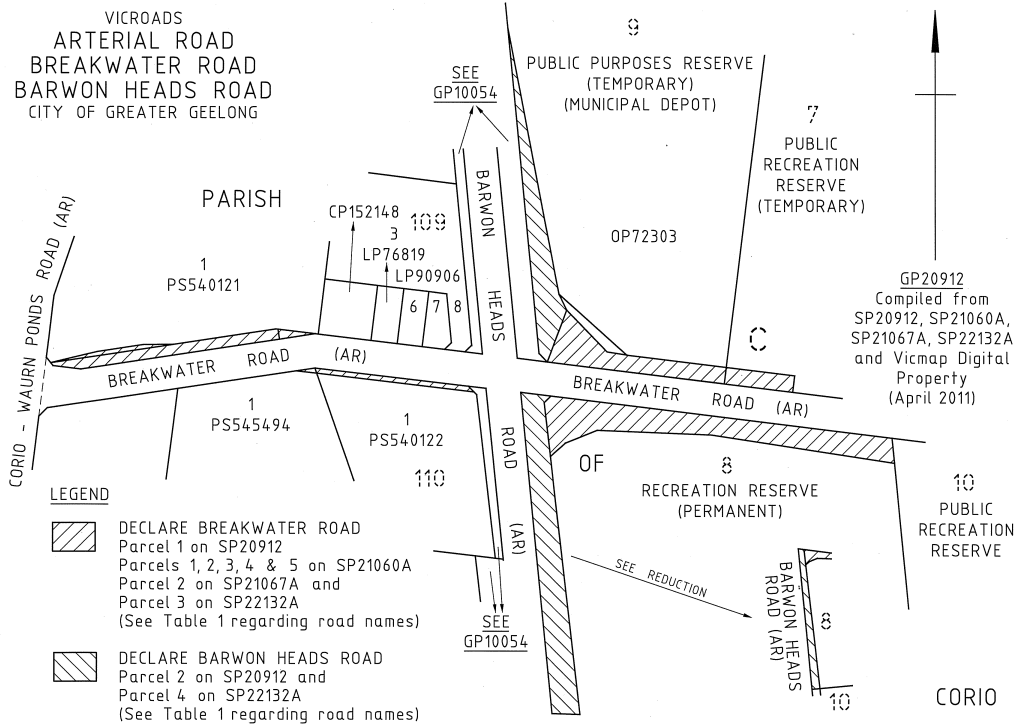 VICROADS
ARTERIAL ROAD
BREAKWATER ROAD
BARWON HEADS ROAD
CITY OF GREATER GEELONG
SEE
GP10054
9
PUBLIC PURPOSES RESERVE
(TEMPORARY)
(MUNICIPAL DEPOT)
7
PUBLIC
RECREATION
RESERVE
(TEMPORARY)
PARISH
CORIO - WAURN PONDS ROAD (AR)
1
PS540121
CP152148
109
3
LP76819
LP90906
6
7
8
BARWON
HEADS
ROAD
(AR)
OP72303
GP20912
Compiled from
SP20912, SP21060A,
SP21067A, SP22132A
and Vicmap Digital
Property
(April 2011)
C
BREAKWATER ROAD (AR)
BREAKWATER ROAD (AR)
1
PS545494
1
PS540122
110
OF
8
RECREATION RESERVE
(PERMANENT)
10
PUBLIC
RECREATION
RESERVE
LEGEND
DECLARE BREAKWATER ROAD
Parcel 1 on SP20912
Parcels 1, 2, 3, 4 & 5 on SP21060A
Parcel 2 on SP21067A and
Parcel 3 on SP22132A
(See Table 1 regarding road names)
DECLARE BARWON HEADS ROAD
Parcel 2 on SP20912 and
Parcel 4 on SP22132A
(See Table 1 regarding road names)
SEE
GP10054
SEE REDUCTION
BARWON HEADS
ROAD (AR)
8
10
CORIO